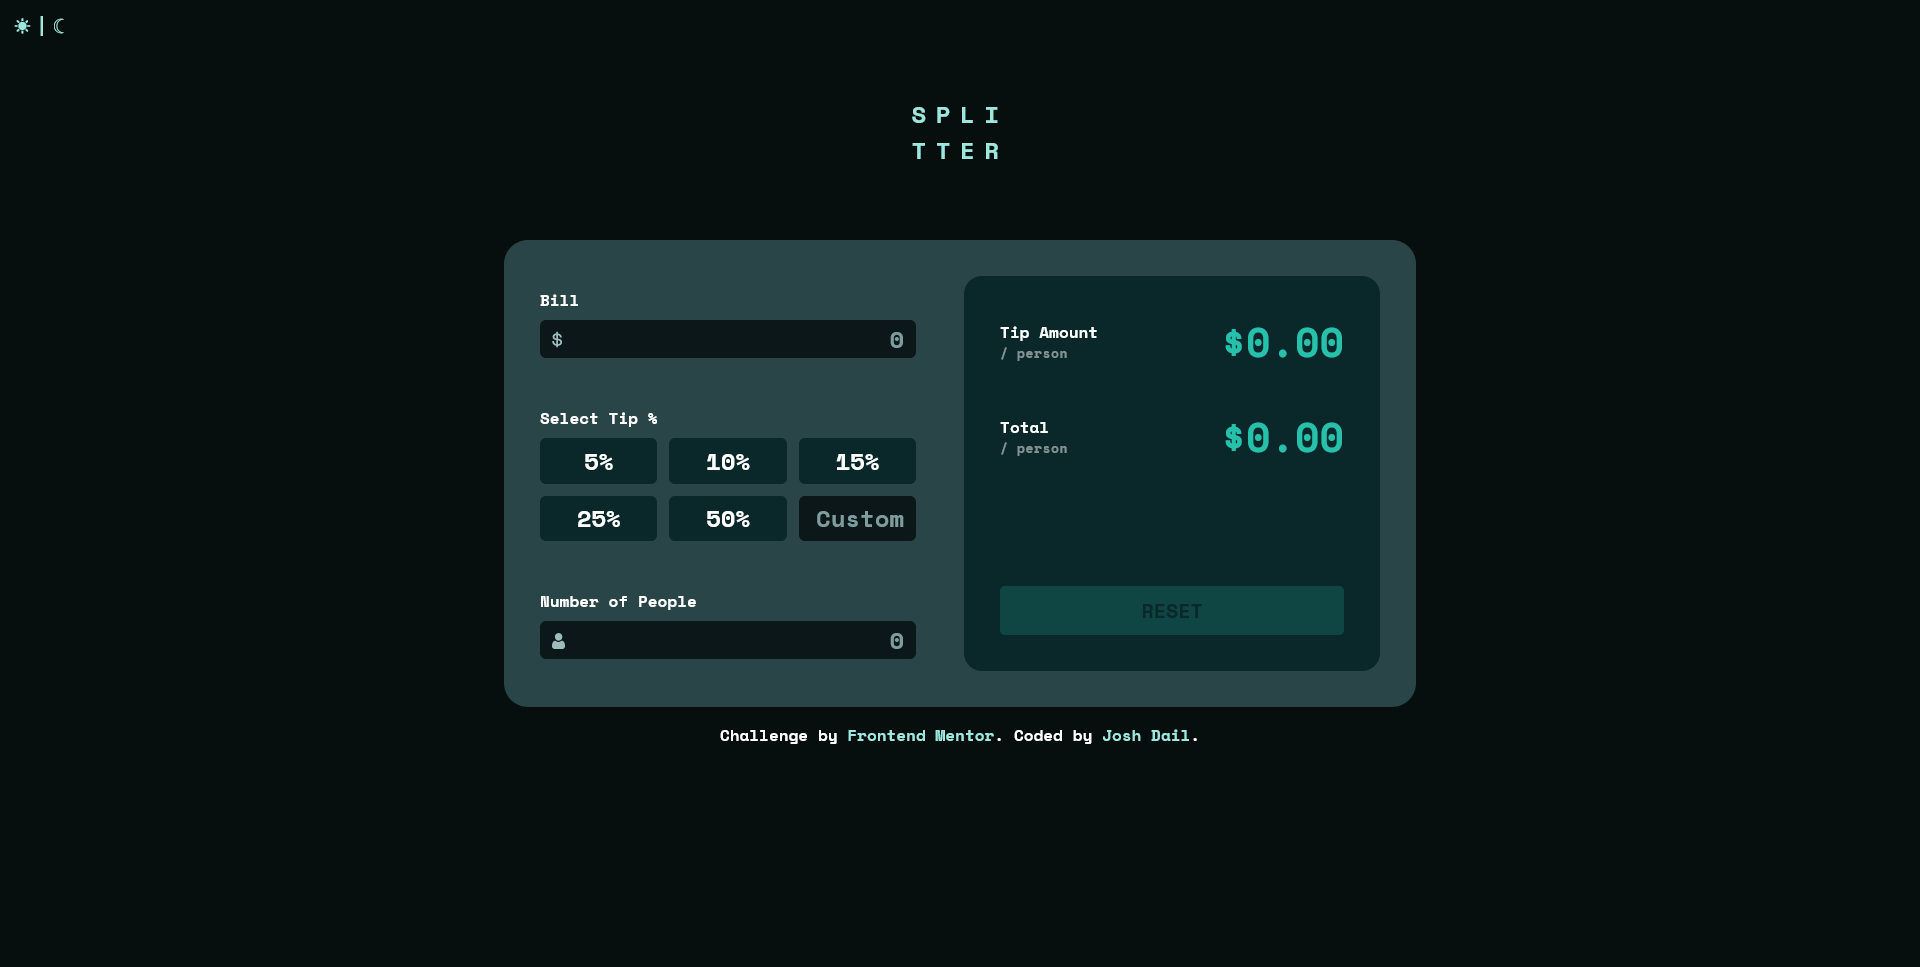 SPLI
TTER
Bill
$ 0
Select Tip %
5% 10% 15%
25% 50% Custom
Number of People
0
Tip Amount
/ person
$0.00
Total
/ person
$0.00
RESET
Challenge by Frontend Mentor. Coded by Josh Dail.